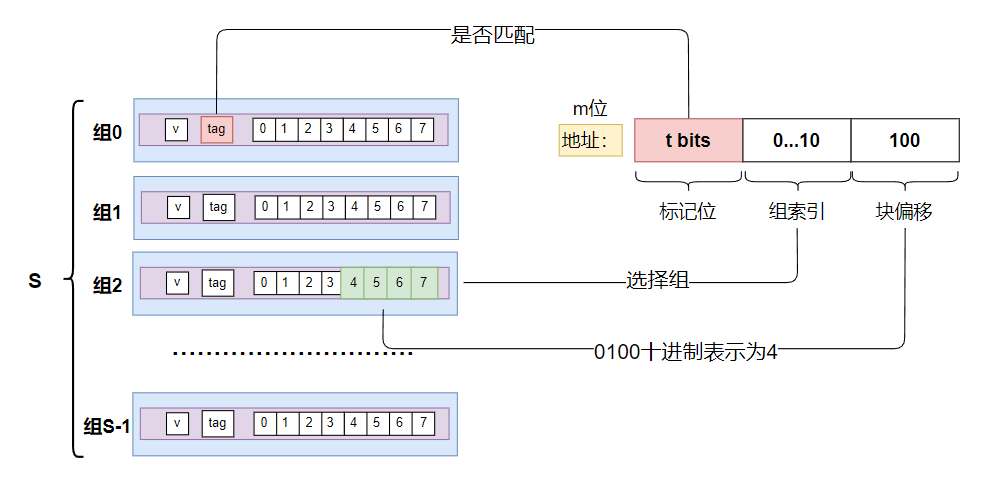 是否匹配
m位
地址：
t bits
0...10
100
标记位
组索引
块偏移
S
组0
v
tag
0 1 2 3 4 5 6 7
组1
v
tag
0 1 2 3 4 5 6 7
组2
v
tag
0 1 2 3 4 5 6 7
选择组
0100十进制表示为4
组S-1
v
tag
0 1 2 3 4 5 6 7